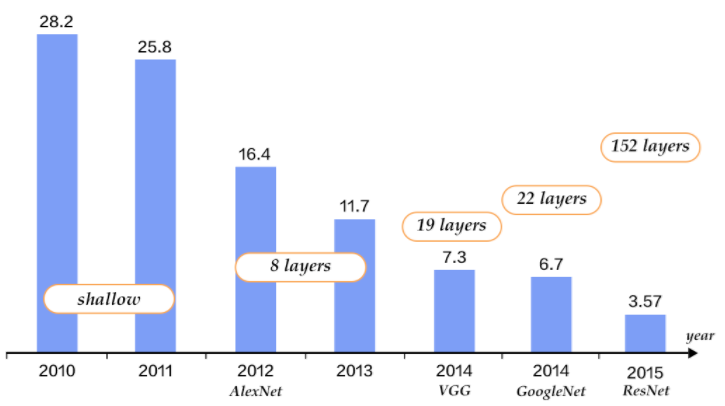 28.2
25.8
16.4
11.7
7.3
6.7
3.57
shallow
8 layers
19 layers
22 layers
152 layers
year
2010
2011
2012
2013
2014
2014
2015
AlexNet
VGG
GoogleNet
ResNet